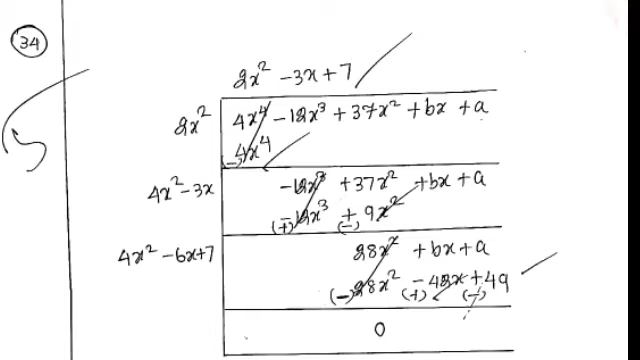 34
2x² - 3x + 7
2x² 4x⁴ - 12x³ + 37x² + bx + a
(-) 4x⁴
4x² - 3x -12x³ + 37x² + bx + a
(+) -12x³ (-) + 9x²
4x² - 6x + 7 28x² + bx + a
(-) 28x² (+) - 42x (-) + 49
0